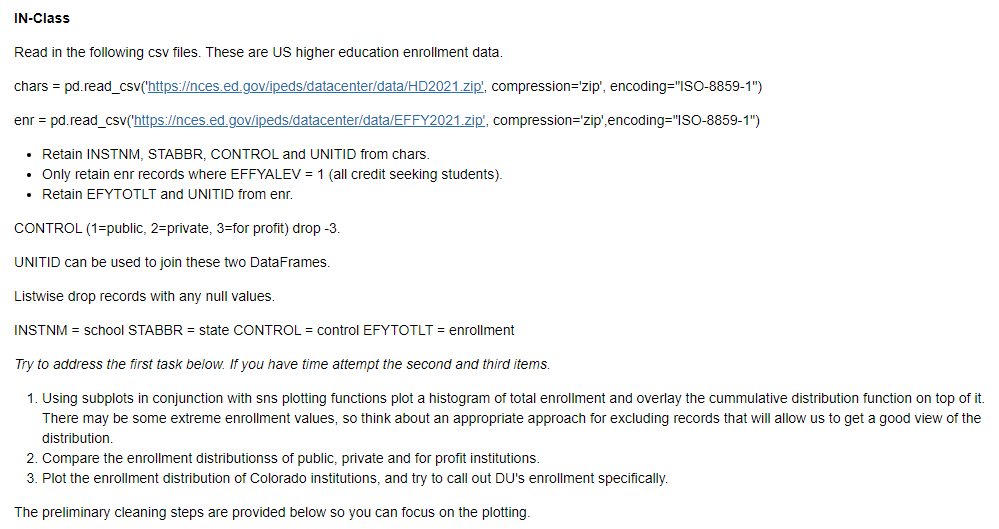 IN-Class
Read in the following csv files. These are US higher education enrollment data.
chars = pd.read_csv('https://nces.ed.gov/ipeds/datacenter/data/HD2021.zip', compression='zip', encoding="ISO-8859-1")
enr = pd.read_csv('https://nces.ed.gov/ipeds/datacenter/data/EFFY2021.zip', compression='zip',encoding="ISO-8859-1")
• Retain INSTNM, STABBR, CONTROL and UNITID from chars.
• Only retain enr records where EFFYALEV = 1 (all credit seeking students).
• Retain EFYTOTLT and UNITID from enr.
CONTROL (1=public, 2=private, 3=for profit) drop -3.
UNITID can be used to join these two DataFrames.
Listwise drop records with any null values.
INSTNM = school STABBR = state CONTROL = control EFYTOTLT = enrollment
Try to address the first task below. If you have time attempt the second and third items.
1. Using subplots in conjunction with sns plotting functions plot a histogram of total enrollment and overlay the cummulative distribution function on top of it.
There may be some extreme enrollment values, so think about an appropriate approach for excluding records that will allow us to get a good view of the
distribution.
2. Compare the enrollment distributionss of public, private and for profit institutions.
3. Plot the enrollment distribution of Colorado institutions, and try to call out DU's enrollment specifically.
The preliminary cleaning steps are provided below so you can focus on the plotting.